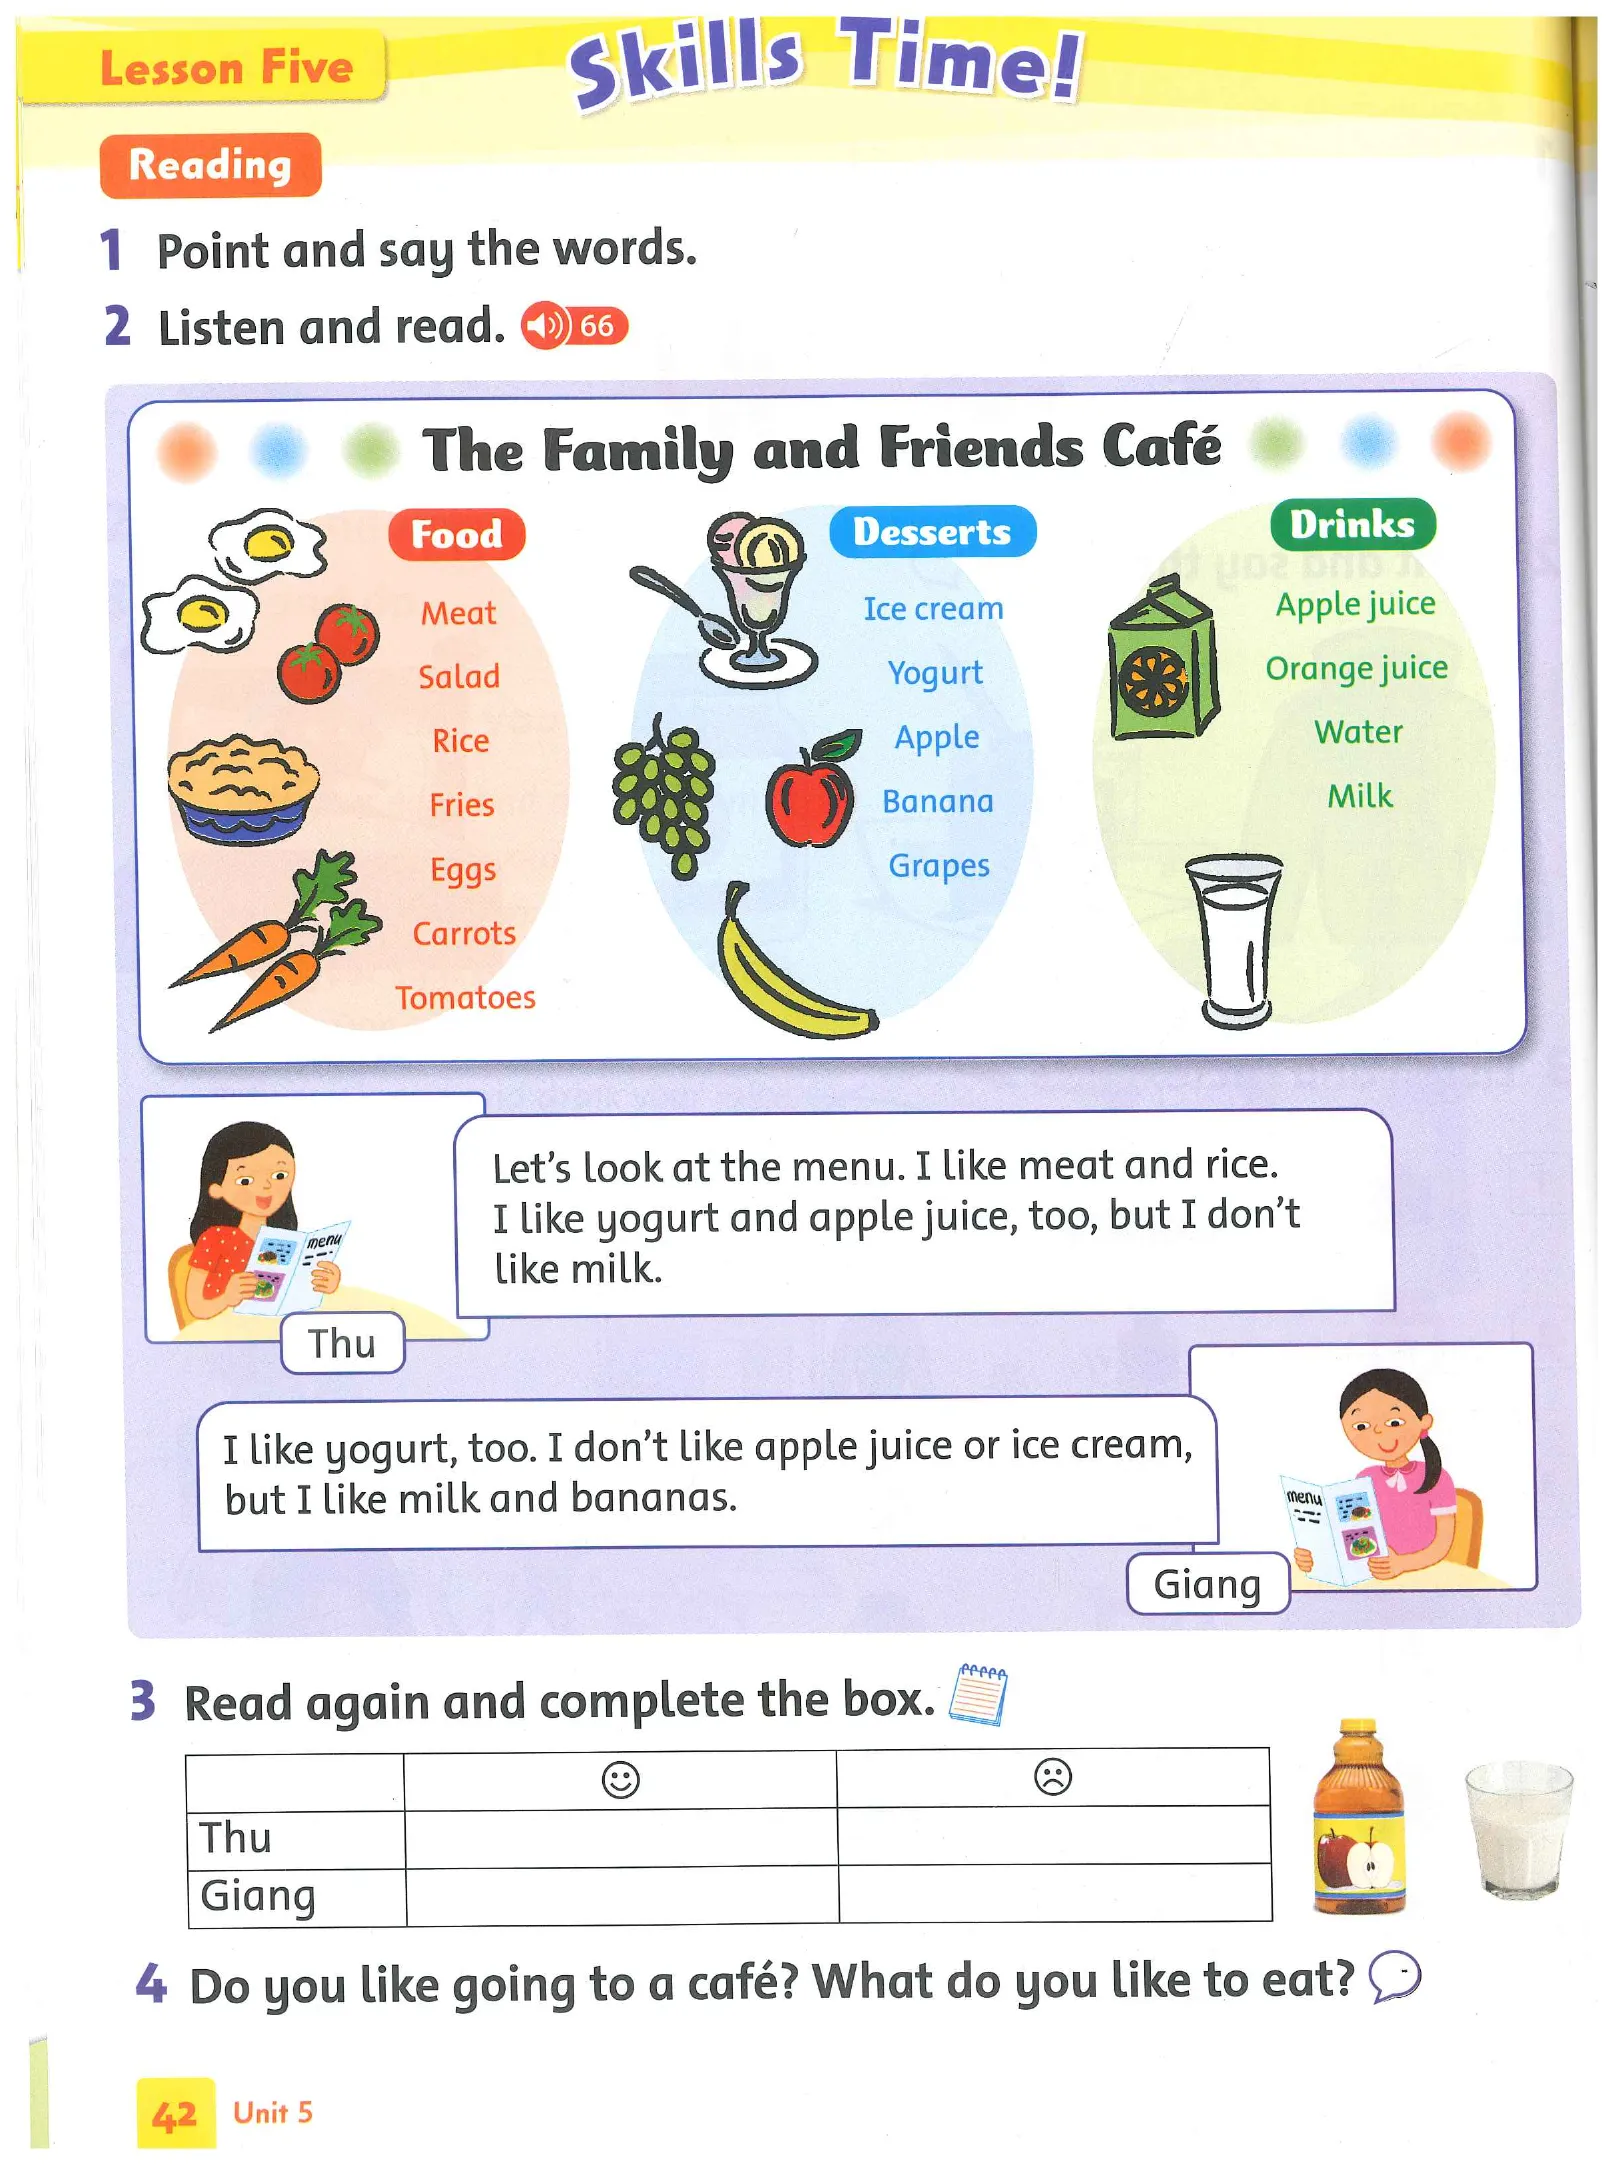 Lesson Five
Skills Time!
Reading
1 Point and say the words.
2 Listen and read. 66
The Family and Friends Café
Food
Meat
Salad
Rice
Fries
Eggs
Carrots
Tomatoes
Desserts
Ice cream
Yogurt
Apple
Banana
Grapes
Drinks
Apple juice
Orange juice
Water
Milk
menu
Let's look at the menu. I like meat and rice.
I like yogurt and apple juice, too, but I don't
like milk.
Thu
I like yogurt, too. I don't like apple juice or ice cream,
but I like milk and bananas.
menu
Giang
3 Read again and complete the box.
Thu
Giang
4 Do you like going to a café? What do you like to eat?
42 Unit 5